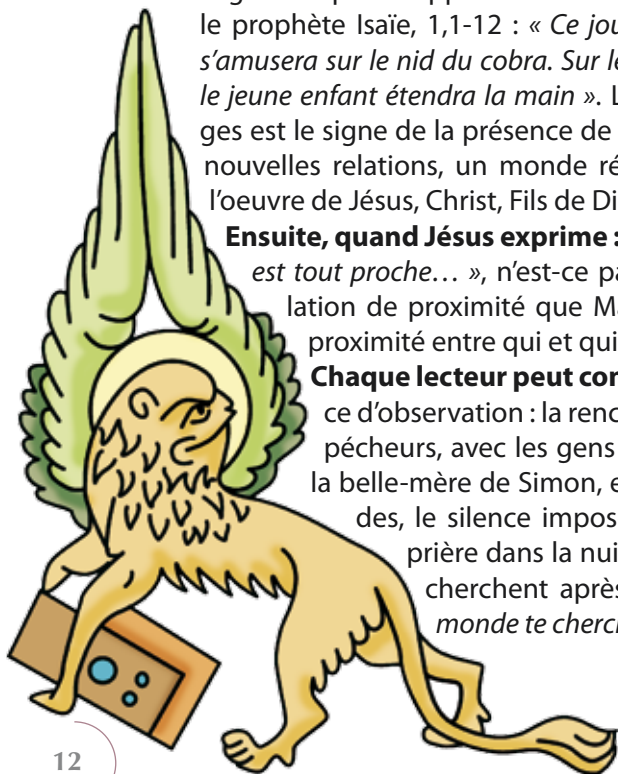 le prophète Isaïe, 1,1-12 : « Ce jou
s’amusera sur le nid du cobra. Sur le
le jeune enfant étendra la main ». L
ges est le signe de la présence de
nouvelles relations, un monde ré
l’oeuvre de Jésus, Christ, Fils de Di
Ensuite, quand Jésus exprime :
est tout proche… », n’est-ce pa
lation de proximité que Ma
proximité entre qui et qui
Chaque lecteur peut con
ce d’observation : la renc
pécheurs, avec les gens
la belle-mère de Simon, e
des, le silence impos
prière dans la nui
cherchent après
monde te cherc
12